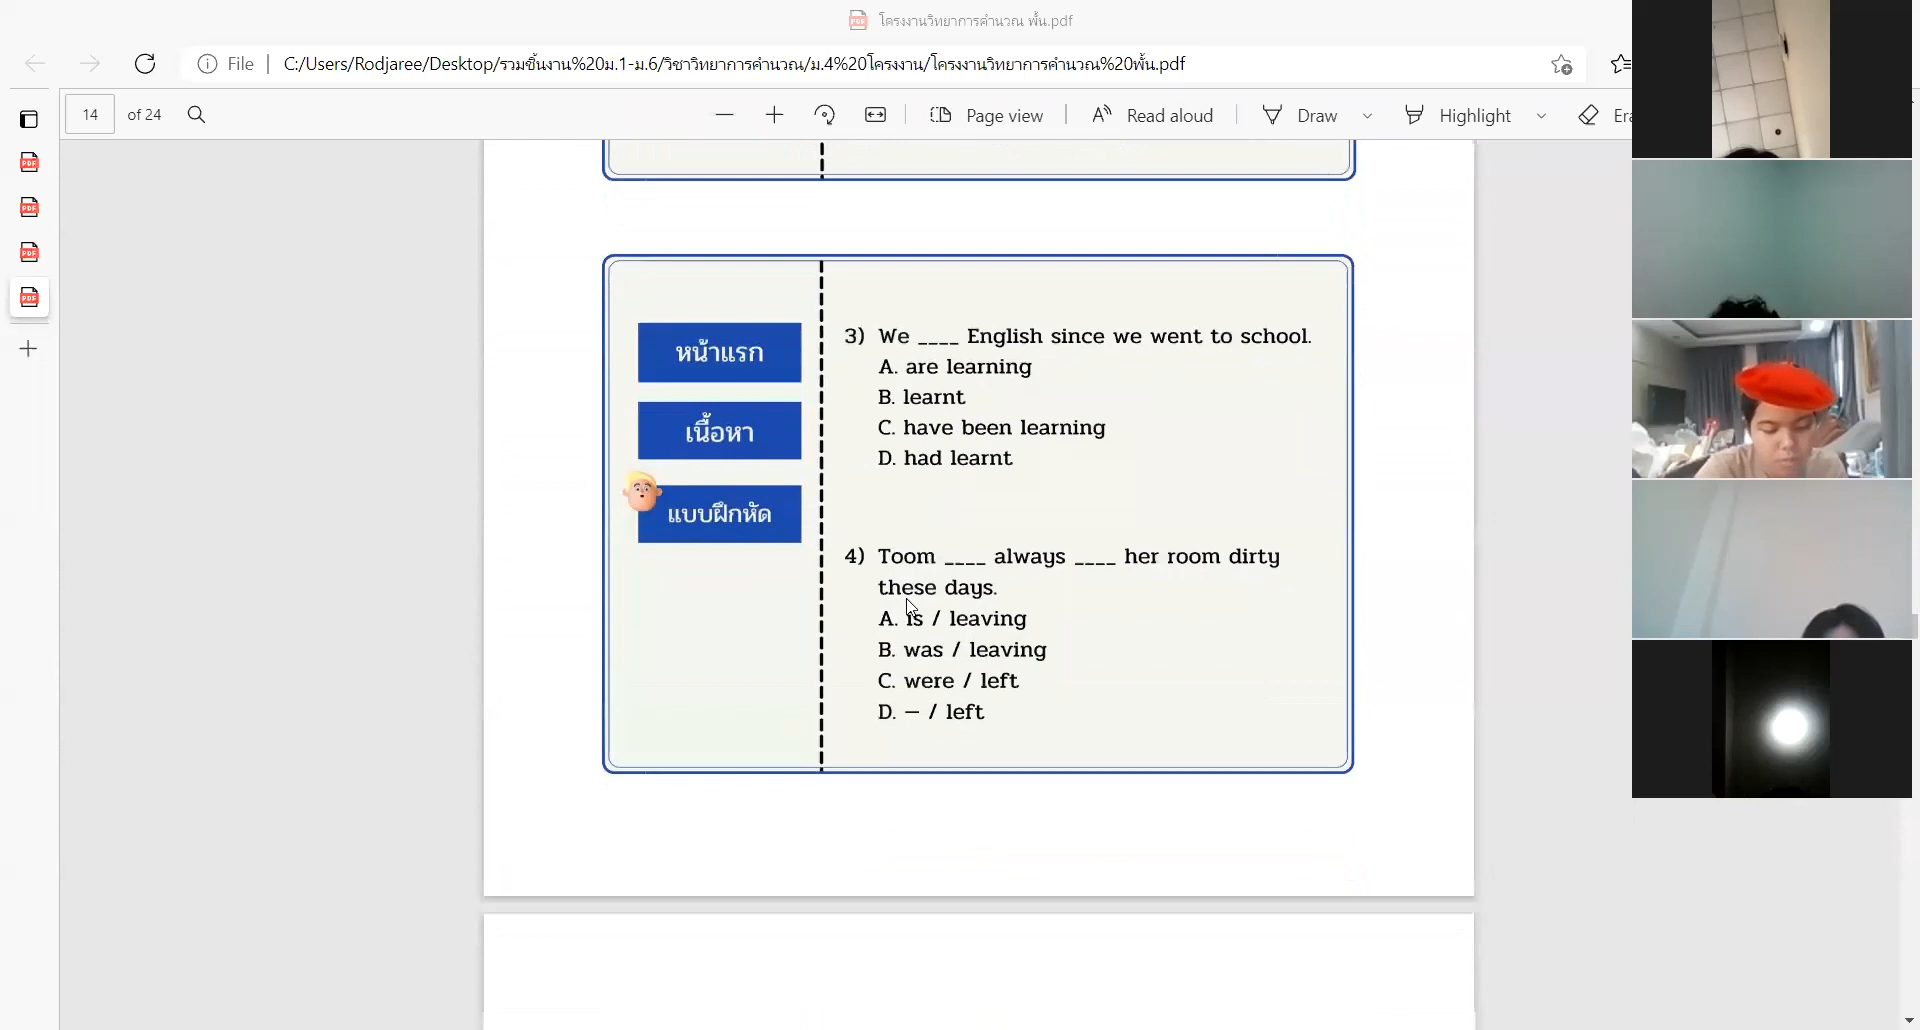 โครงงานวิทยาการคำนวณ พั้น.pdf
File
C:/Users/Rodjaree/Desktop/รวมชิ้นงาน%20ม.1-ม.6/วิชาวิทยาการคำนวณ/ม.4%20โครงงาน/โครงงานวิทยาการคำนวณ%20พั้น.pdf
14 of 24
Page view
Read aloud
Draw
Highlight
Era
หน้าแรก
เนื้อหา
แบบฝึกหัด
3) We ____ English since we went to school.
A. are learning
B. learnt
C. have been learning
D. had learnt
4) Toom ____ always ____ her room dirty
these days.
A. is / leaving
B. was / leaving
C. were / left
D. – / left